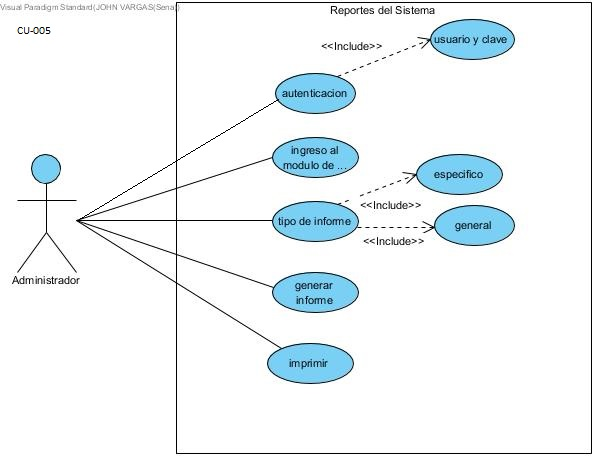 Visual Paradigm Standard(JOHN VARGAS(Sena))
Reportes del Sistema
CU-005
usuario y clave
<<Include>>
autenticacion
ingreso al
modulo de ...
especifico
<<Include>>
tipo de informe
general
<<Include>>
Administrador
generar
informe
imprimir